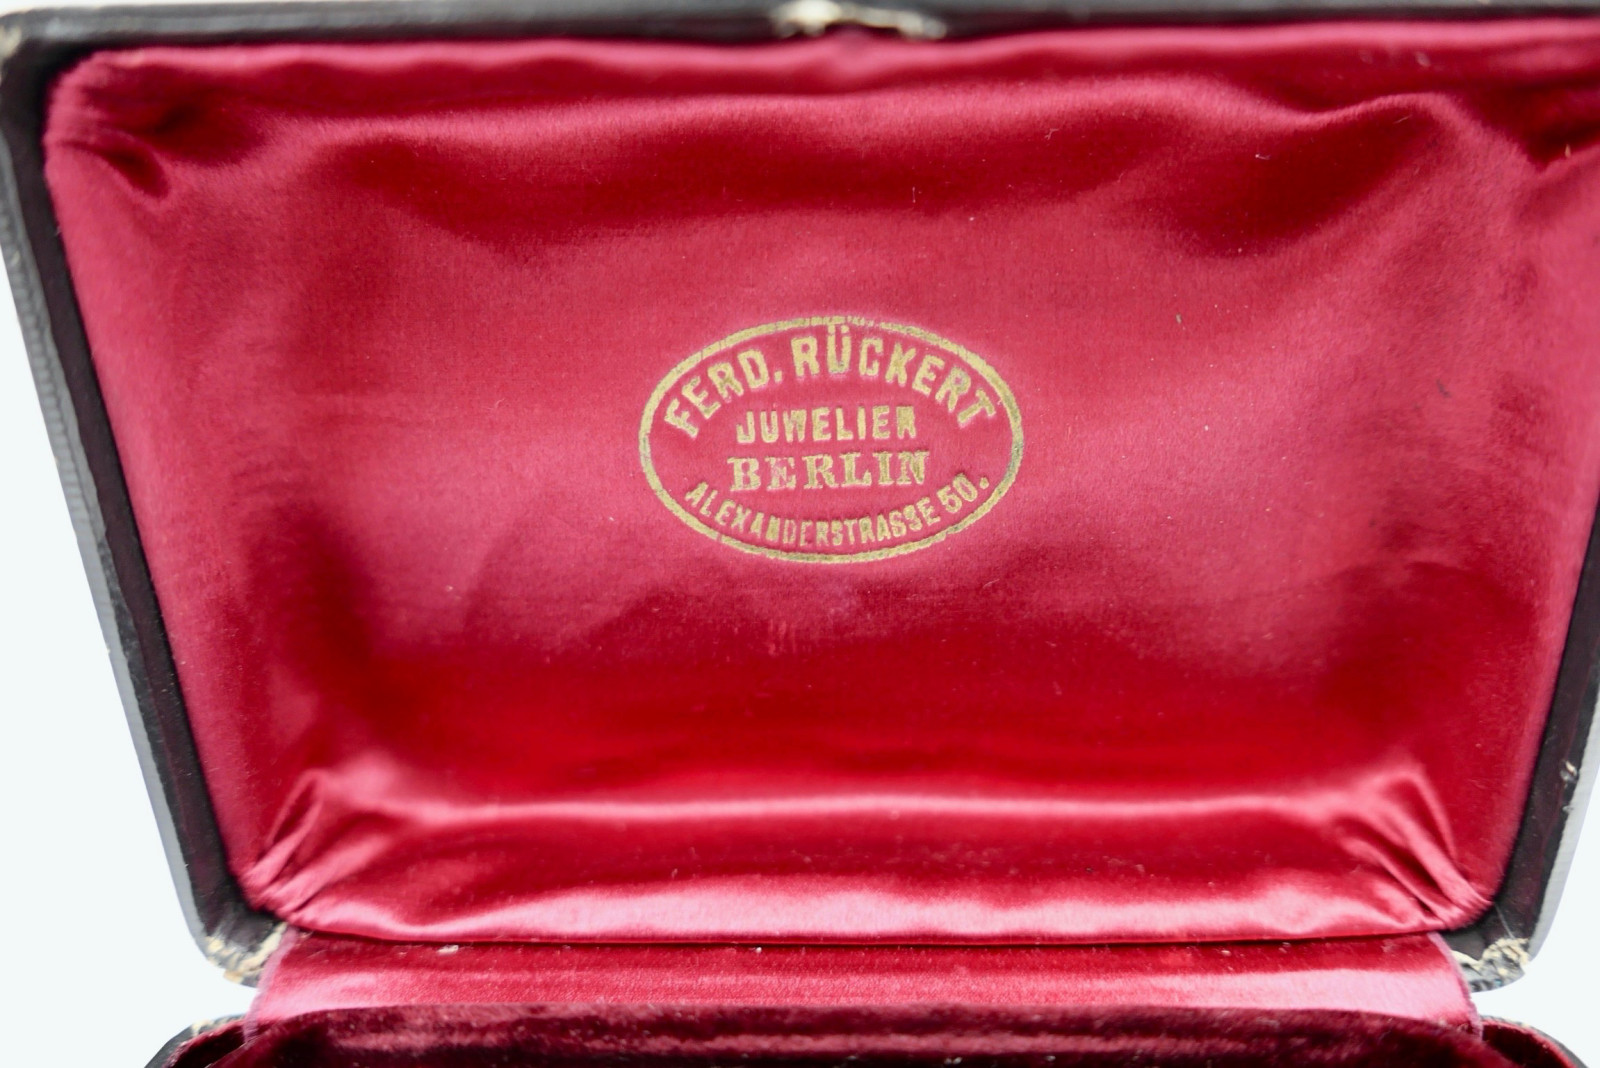 FERD. RÜCKERT
JUWELIER
BERLIN
ALEXANDERSTRASSE 50.